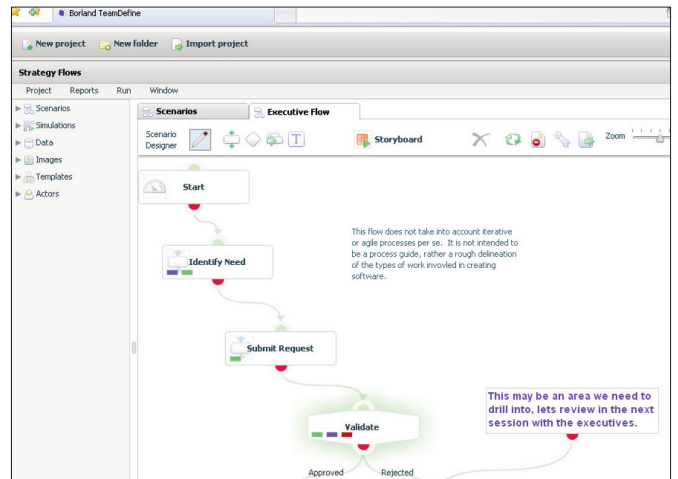 Borland TeamDefine
New project New folder Import project
Strategy Flows
Project Reports Run Window
Scenarios
Simulations
Data
Images
Templates
Actors
Scenarios Executive Flow
Scenario
Designer
T
Storyboard
Zoom
Start
This flow does not take into account iterative
or agile processes per se. It is not intended to
be a process guide, rather a rough delineation
of the types of work invovled in creating
software.
Identify Need
Submit Request
This may be an area we need to
drill into, lets review in the next
session with the executives.
Validate
Approved Rejected